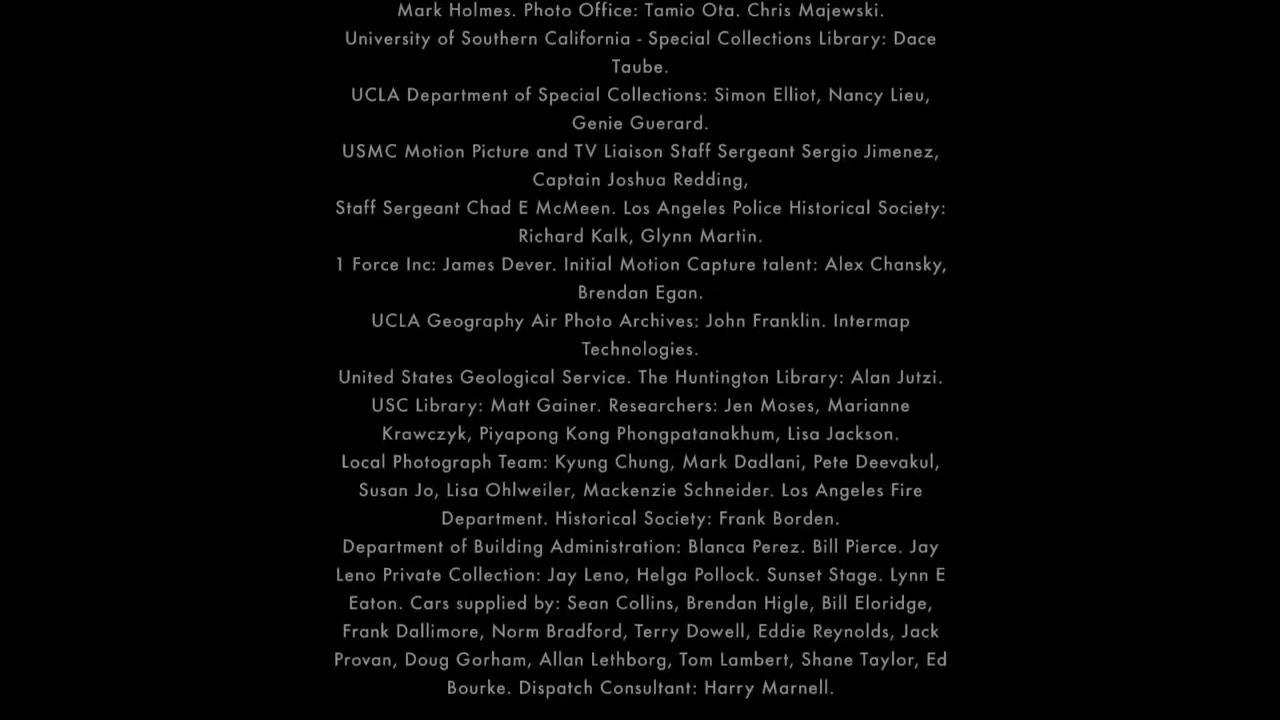 Mark Holmes. Photo Office: Tamio Ota. Chris Majewski.
University of Southern California - Special Collections Library: Dace
Taube.
UCLA Department of Special Collections: Simon Elliot, Nancy Lieu,
Genie Guerard.
USMC Motion Picture and TV Liaison Staff Sergeant Sergio Jimenez,
Captain Joshua Redding,
Staff Sergeant Chad E McMeen. Los Angeles Police Historical Society:
Richard Kalk, Glynn Martin.
1 Force Inc: James Dever. Initial Motion Capture talent: Alex Chansky,
Brendan Egan.
UCLA Geography Air Photo Archives: John Franklin. Intermap
Technologies.
United States Geological Service. The Huntington Library: Alan Jutzi.
USC Library: Matt Gainer. Researchers: Jen Moses, Marianne
Krawczyk, Piyapong Kong Phongpatanakhum, Lisa Jackson.
Local Photograph Team: Kyung Chung, Mark Dadlani, Pete Deevakul,
Susan Jo, Lisa Ohlweiler, Mackenzie Schneider. Los Angeles Fire
Department. Historical Society: Frank Borden.
Department of Building Administration: Blanca Perez. Bill Pierce. Jay
Leno Private Collection: Jay Leno, Helga Pollock. Sunset Stage. Lynn E
Eaton. Cars supplied by: Sean Collins, Brendan Higle, Bill Eloridge,
Frank Dallimore, Norm Bradford, Terry Dowell, Eddie Reynolds, Jack
Provan, Doug Gorham, Allan Lethborg, Tom Lambert, Shane Taylor, Ed
Bourke. Dispatch Consultant: Harry Marnell.